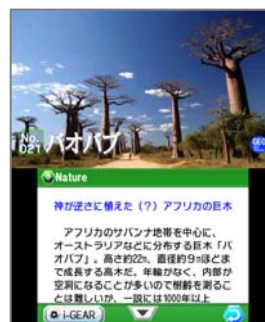 No.
021 バオバブ
GEO
Nature
神が逆さに植えた（？）アフリカの巨木
アフリカのサバンナ地帯を中心に、
オーストラリアなどに分布する巨木「バ
オバブ」。高さ約22m、直径約9mほどま
で成長する高木だ。年輪がなく、内部が
空洞になることが多いので樹齢を測るこ
とは難しいが、一説には1000年以上
i-GEAR